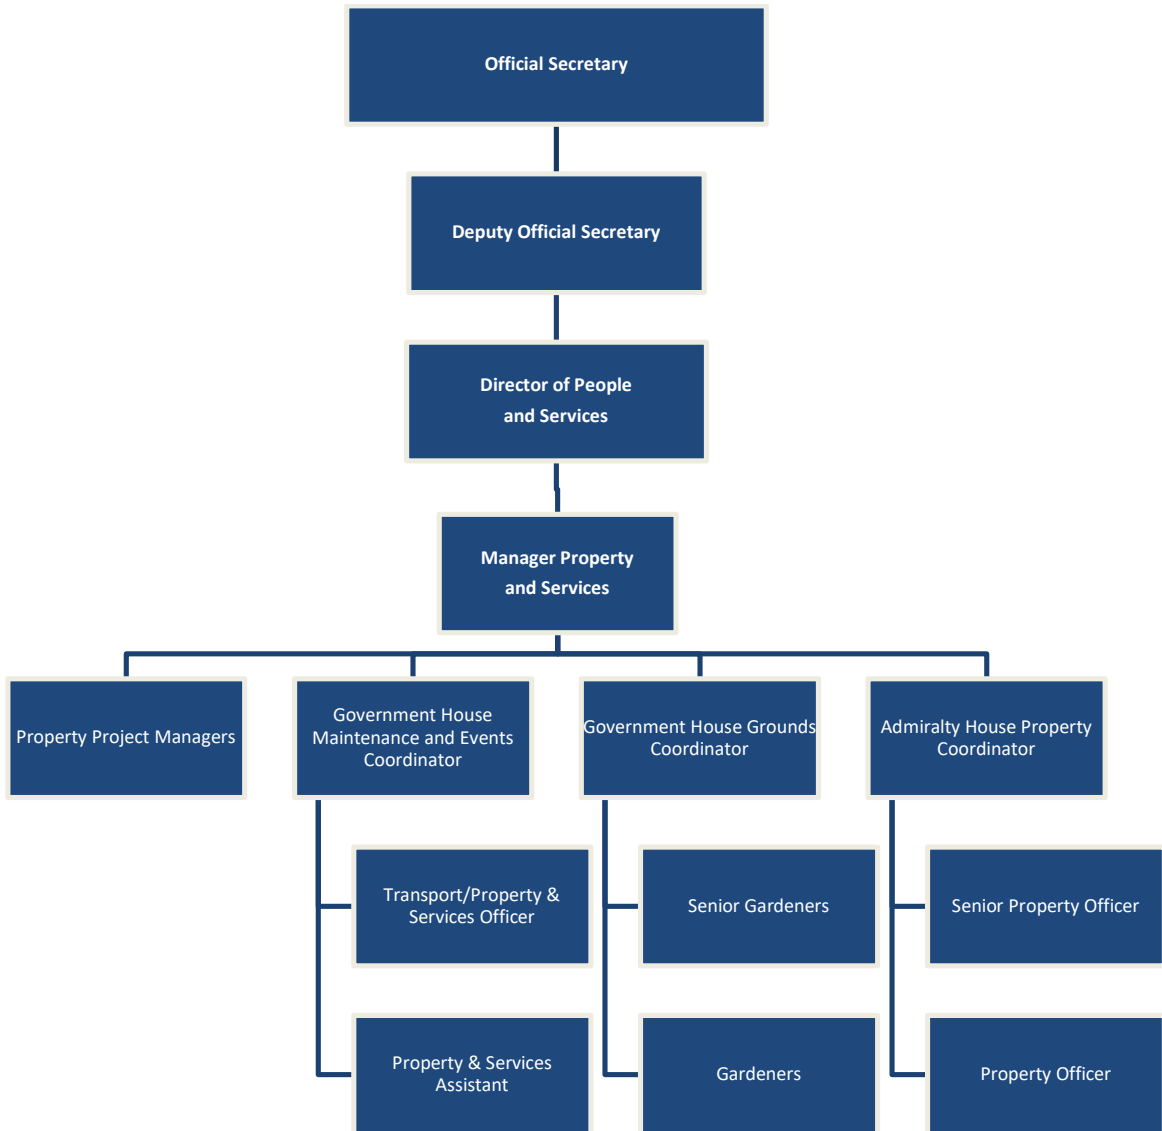 Official Secretary
Deputy Official Secretary
Director of People
and Services
Manager Property
and Services
Property Project Managers
Government House
Maintenance and Events
Coordinator
Government House Grounds
Coordinator
Admiralty House Property
Coordinator
Transport/Property &
Services Officer
Senior Gardeners
Senior Property Officer
Property & Services
Assistant
Gardeners
Property Officer